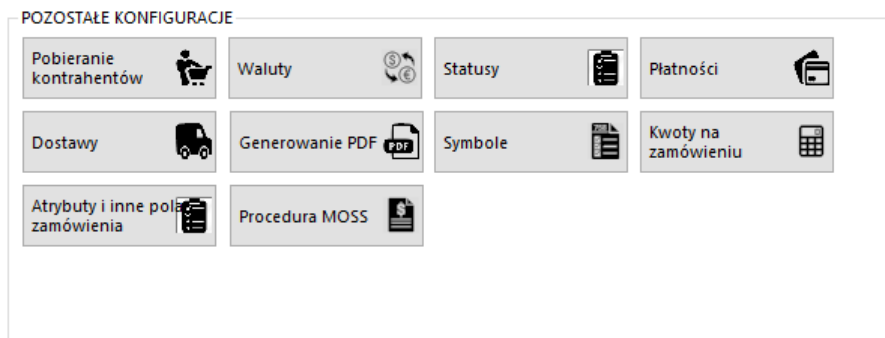 POZOSTAŁE KONFIGURACJE
Pobieranie
kontrahentów
Waluty
Statusy
Płatności
Dostawy
Generowanie PDF
PDF
Symbole
Kwoty na
zamówieniu
Atrybuty i inne pola
zamówienia
Procedura MOSS